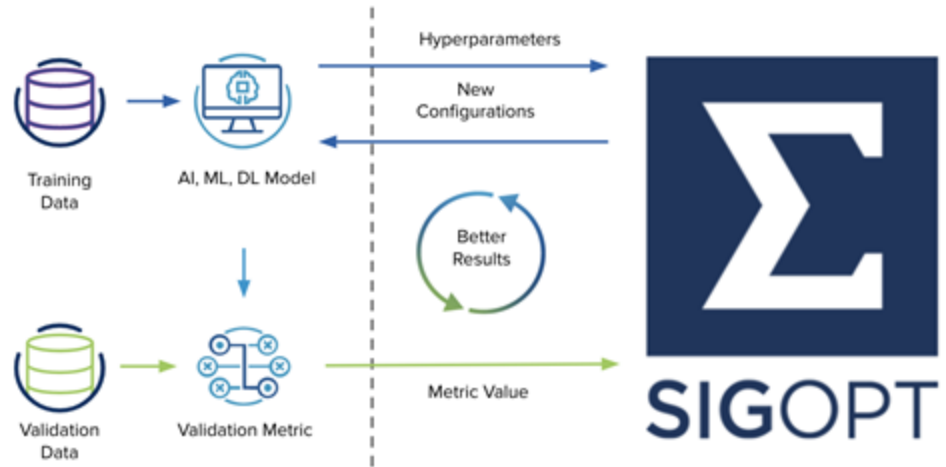 Hyperparameters
New
Configurations
Training
Data
AI, ML, DL Model
Better
Results
Validation
Data
Validation Metric
Metric Value
Σ
SIGOPT